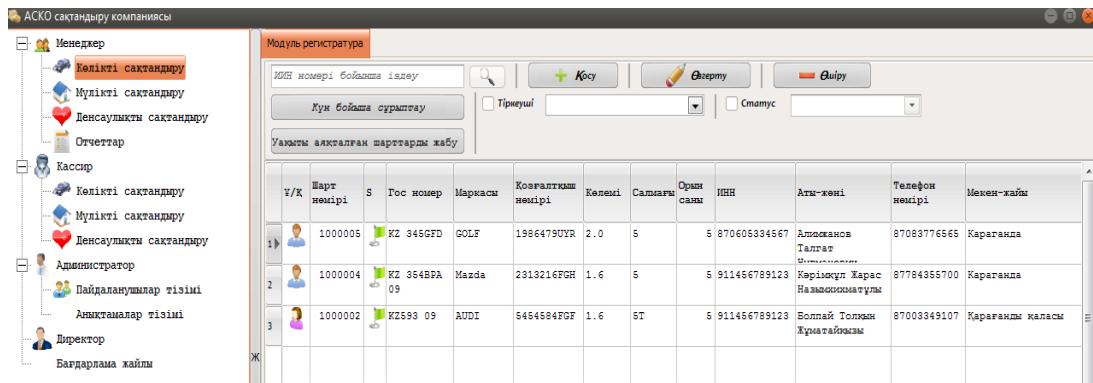 АСКО сақтандыру компаниясы
Менеджер
Көлікті сақтандыру
Мүлікті сақтандыру
Денсаулықты сақтандыру
Отчеттар
Кассир
Көлікті сақтандыру
Мүлікті сақтандыру
Денсаулықты сақтандыру
Администратор
Пайдаланушылар тізімі
Анықтамалар тізімі
Директор
Бағдарлама жайлы
Ж
Модуль регистратура
ИИН номері бойынша іздеу
Қосу
Өзгерту
Өшіру
Күн бойыша сұрыптау
Тіркеуші
Статус
Уақыты аяқталған шарттарды жабу
Ұ/Қ Шарт нөмірі S Гос номер Маркасы Қозғалтқыш нөмірі Көлемі Салмағы Орын саны ИНН Аты-жөні Телефон нөмірі Мекен-жайы
1 1000005 KZ 345GFD GOLF 1986479UYR 2.0 5 5 870605334567 Алимжанов 87083776565 Караганда
Талгат
2 1000004 KZ 354BPA Mazda 2313216FGH 1.6 5 5 911456789123 Кәрімқұл Жарас 87784355700 Караганда
09
3 1000002 KZ593 09 AUDI 5454584FGF 1.6 5T 5 911456789123 Болпай Толқын 87003349107 Қарағанды қаласы
Жұматайқызы